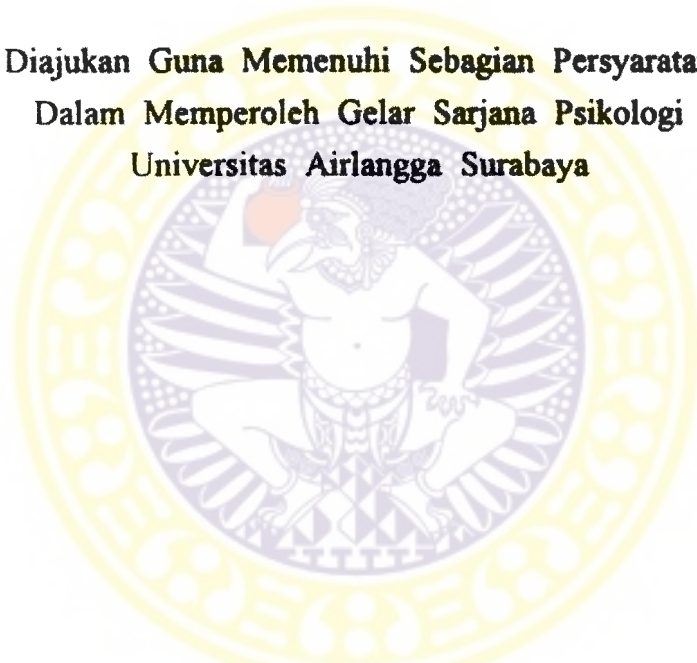 Diajukan Guna Memenuhi Sebagian Persyarata
Dalam Memperoleh Gelar Sarjana Psikologi
Universitas Airlangga Surabaya